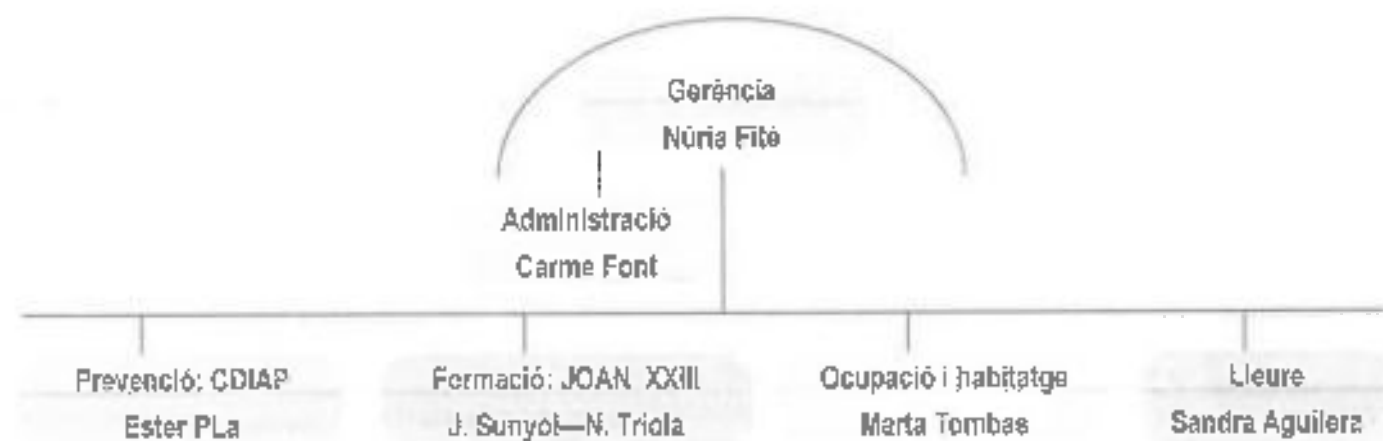 Gerència
Núria Fitó
Administració
Carme Font
Prevenció: CDIAP
Ester PLa
Formació: JOAN XXIII
J. Sunyol—N. Triola
Ocupació i habitatge
Marta Tombas
Lleure
Sandra Aguilera